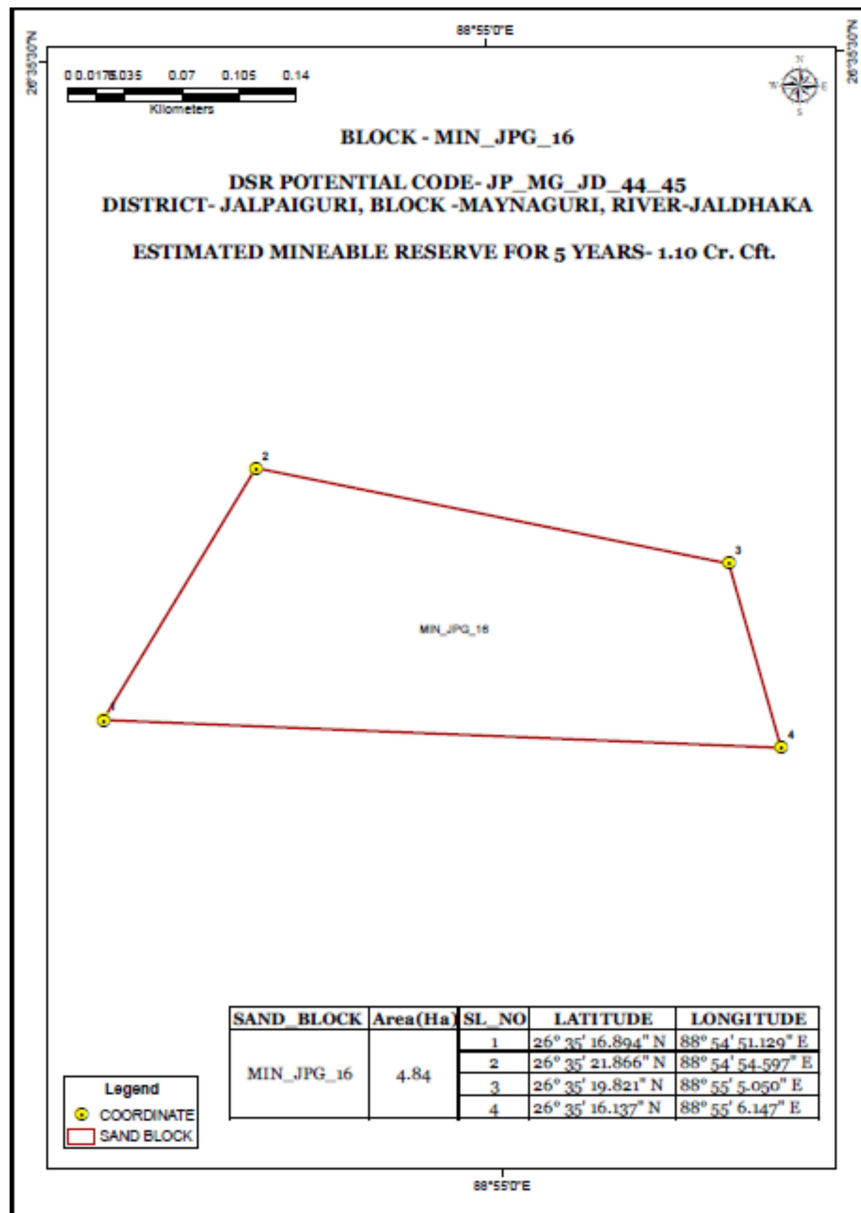 88°55'0"E
26°35'30"N
26°35'30"N
0 0.0175 0.035 0.07 0.105 0.14
Kilometers
N
W E
S
BLOCK - MIN_JPG_16
DSR POTENTIAL CODE- JP_MG_JD_44_45
DISTRICT- JALPAIGURI, BLOCK -MAYNAGURI, RIVER-JALDHAKA
ESTIMATED MINEABLE RESERVE FOR 5 YEARS- 1.10 Cr. Cft.
2
3
MIN_JPG_16
1
4
SAND_BLOCK Area(Ha) SL_NO LATITUDE LONGITUDE
1 26° 35' 16.894" N 88° 54' 51.129" E
2 26° 35' 21.866" N 88° 54' 54.597" E
MIN_JPG_16 4.84
3 26° 35' 19.821" N 88° 55' 5.050" E
4 26° 35' 16.137" N 88° 55' 6.147" E
Legend
COORDINATE
SAND BLOCK
88°55'0"E